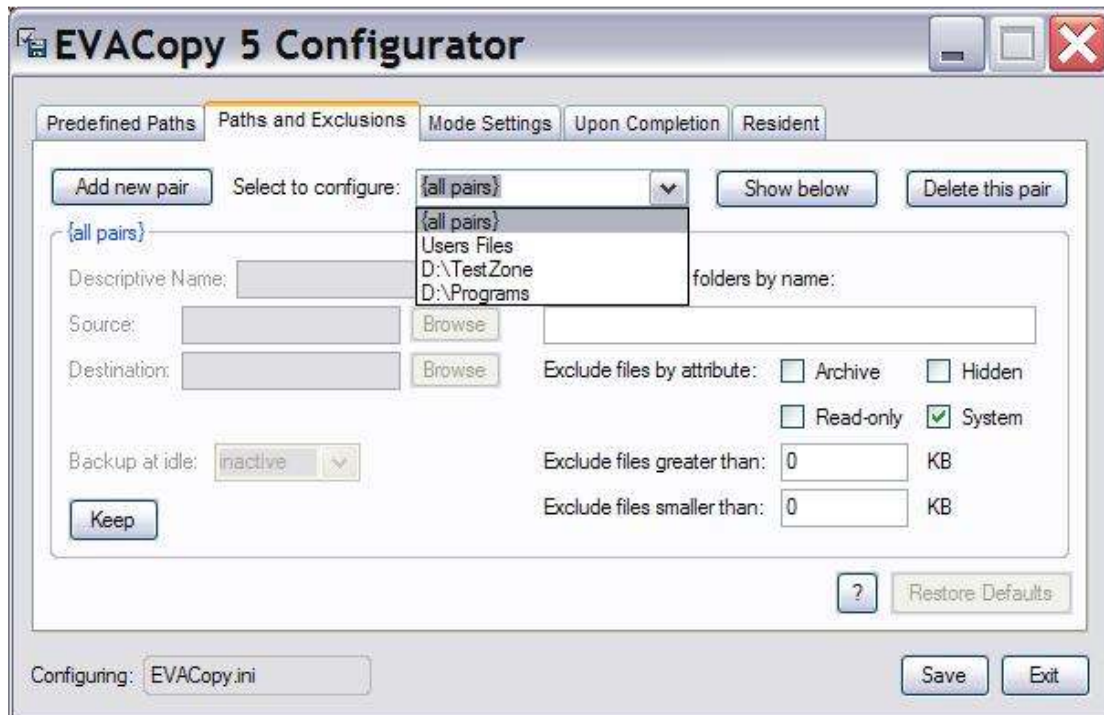 EVACopy 5 Configurator
Predefined Paths Paths and Exclusions Mode Settings Upon Completion Resident
Add new pair Select to configure: {all pairs} Show below Delete this pair
{all pairs}
Users Files
D:\TestZone
D:\Programs
{all pairs}
Descriptive Name: folders by name:
Source: Browse
Destination: Browse Exclude files by attribute: Archive Hidden
Read-only System
Backup at idle: inactive Exclude files greater than: 0 KB
Keep Exclude files smaller than: 0 KB
? Restore Defaults
Configuring: EVACopy.ini Save Exit